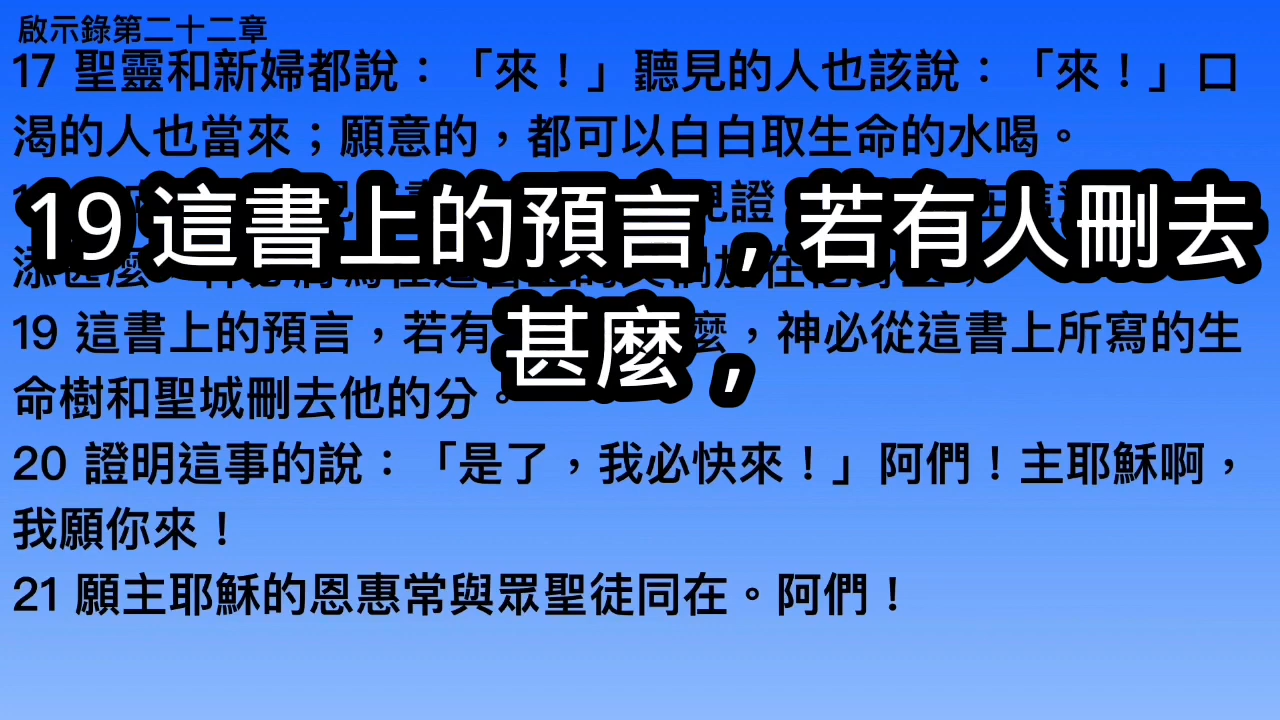 啟示錄第二十二章
17 聖靈和新婦都說：「來！」聽見的人也該說：「來！」口
渴的人也當來；願意的，都可以白白取生命的水喝。
19 這書上的預言，若有人刪去
甚麼，
19 這書上的預言，若有 麼，神必從這書上所寫的生
命樹和聖城刪去他的分。
20 證明這事的說：「是了，我必快來！」阿們！主耶穌啊，
我願你來！
21 願主耶穌的恩惠常與眾聖徒同在。阿們！